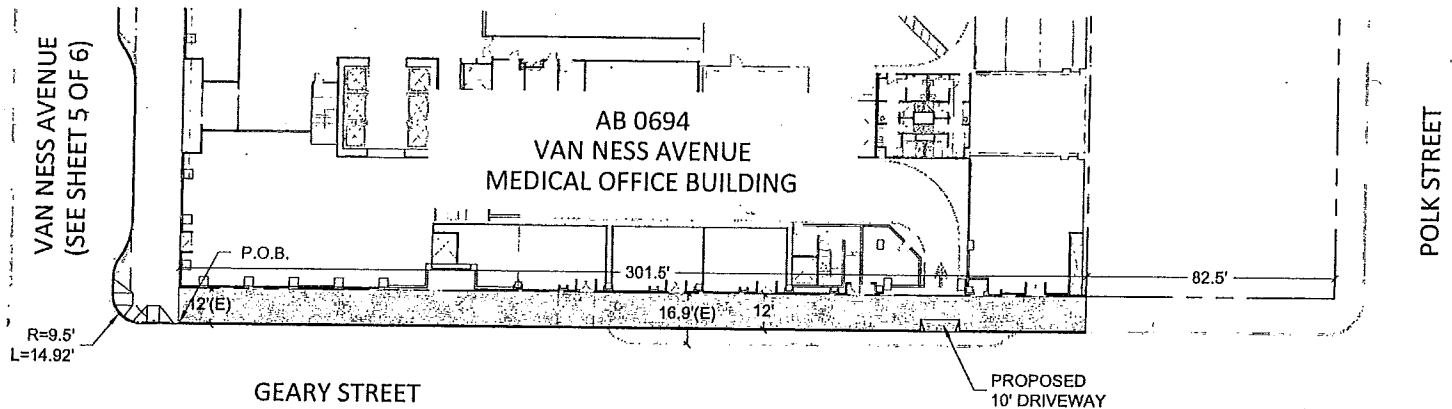 VAN NESS AVENUE
(SEE SHEET 5 OF 6)
AB 0694
VAN NESS AVENUE
MEDICAL OFFICE BUILDING
POLK STREET
P.O.B.
301.5'
82.5'
12'(E)
16.9'(E)
12'
R=9.5'
L=14.92'
GEARY STREET
PROPOSED
10' DRIVEWAY